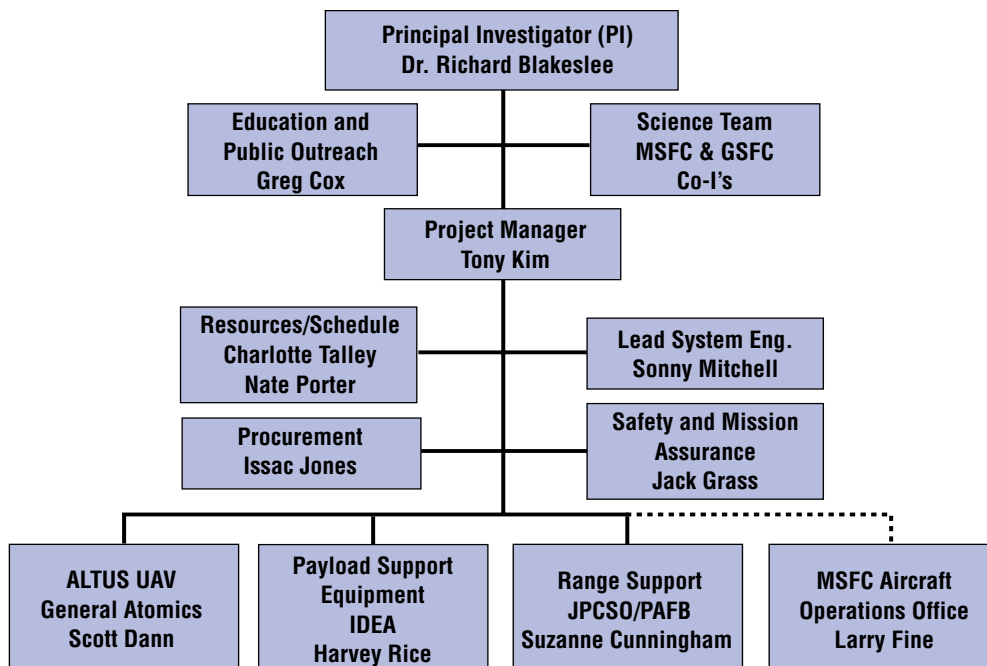 Principal Investigator (PI)
Dr. Richard Blakeslee
Education and
Public Outreach
Greg Cox
Science Team
MSFC & GSFC
Co-I's
Project Manager
Tony Kim
Resources/Schedule
Charlotte Talley
Nate Porter
Lead System Eng.
Sonny Mitchell
Procurement
Issac Jones
Safety and Mission
Assurance
Jack Grass
ALTUS UAV
General Atomics
Scott Dann
Payload Support
Equipment
IDEA
Harvey Rice
Range Support
JPCSO/PAFB
Suzanne Cunningham
MSFC Aircraft
Operations Office
Larry Fine